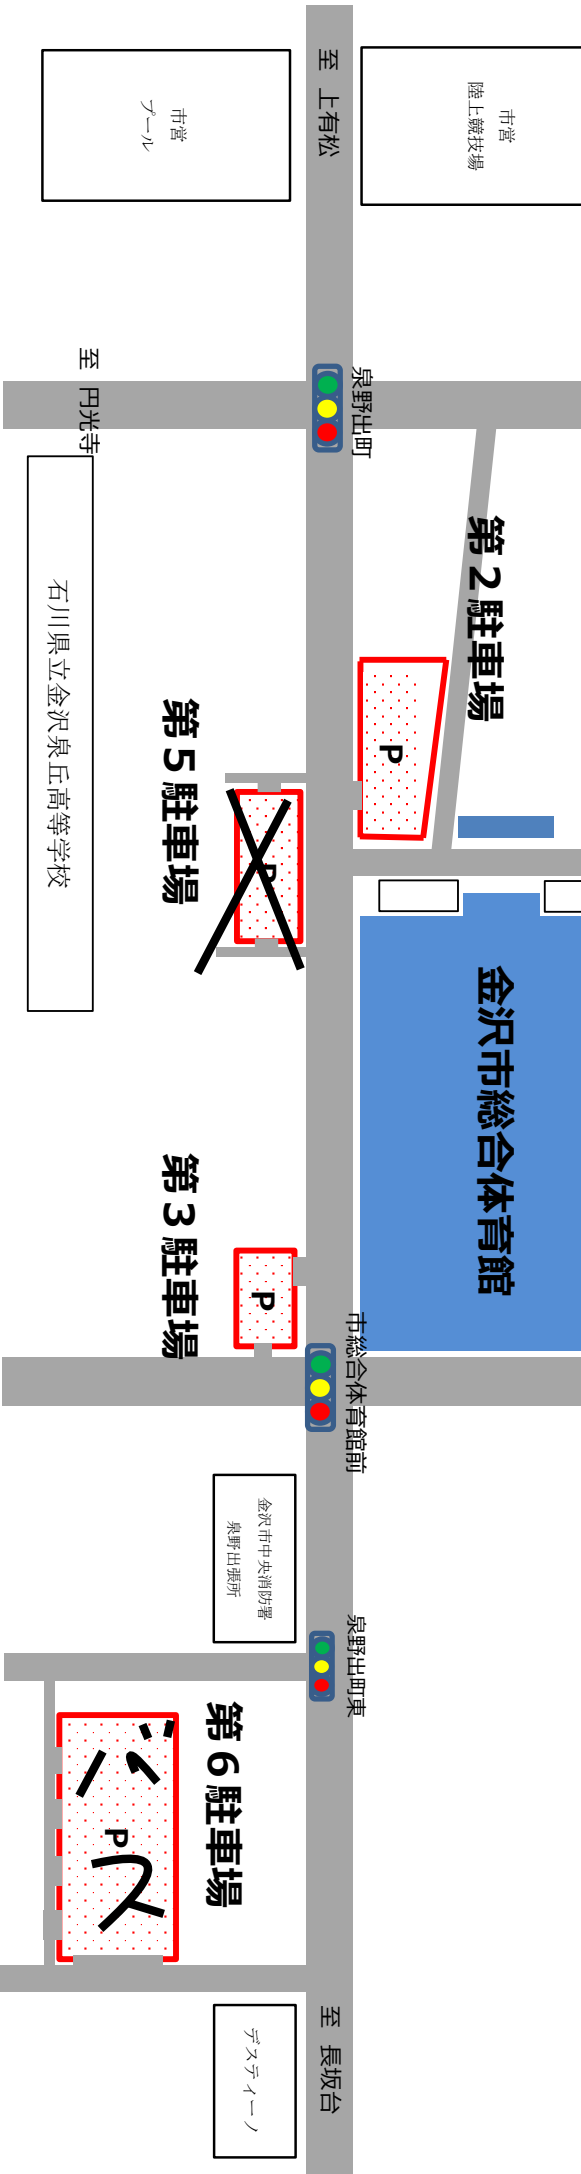 至 上有松
市営
陸上競技場
市営
プール
泉野出町
至 円光寺
石川県立金沢泉丘高等学校
第２駐車場
P
第５駐車場
P
金沢市総合体育館
第３駐車場
P
市総合体育館前
金沢市中央消防署
泉野出張所
泉野出町東
第６駐車場
P
バス
至 長坂台
デスティーノ